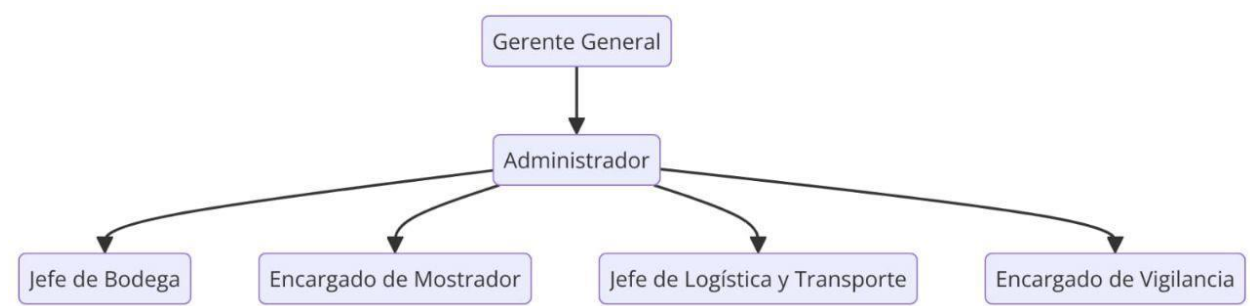 Gerente General
Administrador
Jefe de Bodega
Encargado de Mostrador
Jefe de Logística y Transporte
Encargado de Vigilancia